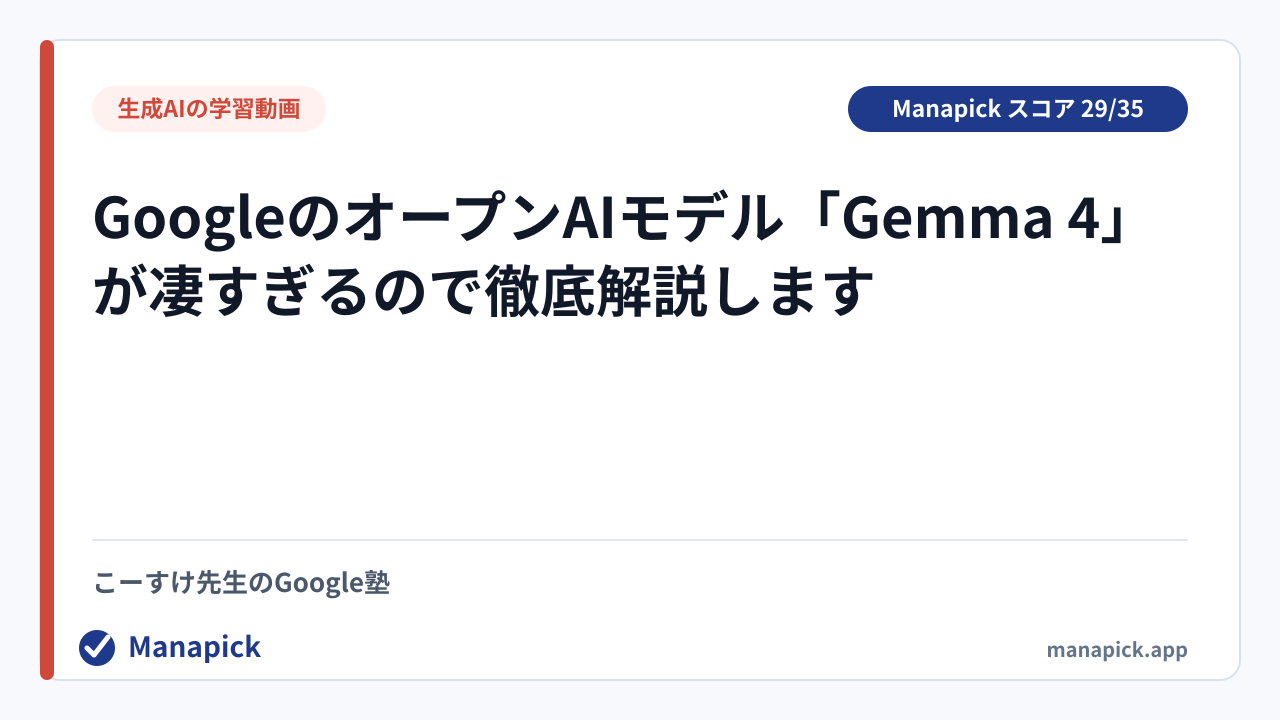 生成AIの学習動画
Manapick スコア 29/35
GoogleのオープンAIモデル「Gemma 4」
が凄すぎるので徹底解説します
こーすけ先生のGoogle塾
Manapick
manapick.app